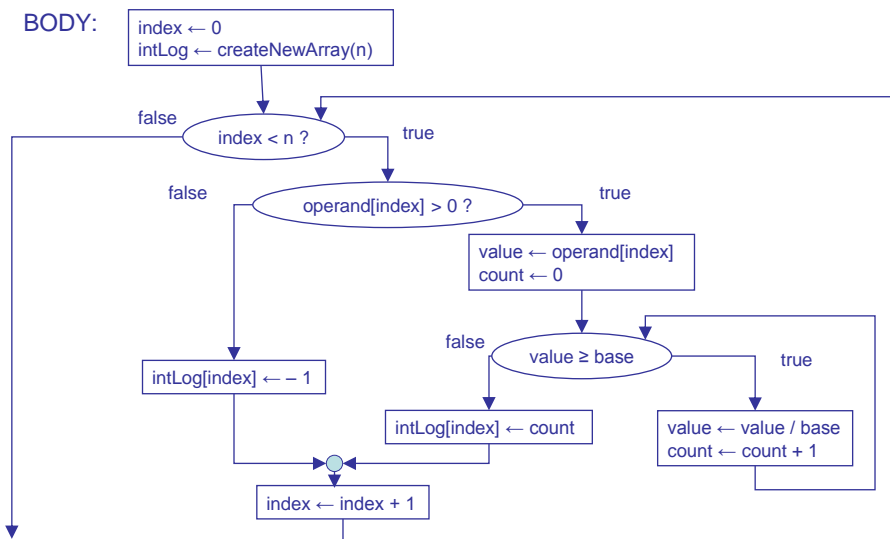 BODY:
index ← 0
intLog ← createNewArray(n)
false
index < n ?
true
false
operand[index] > 0 ?
true
value ← operand[index]
count ← 0
false
value ≥ base
true
intLog[index] ← – 1
intLog[index] ← count
value ← value / base
count ← count + 1
index ← index + 1